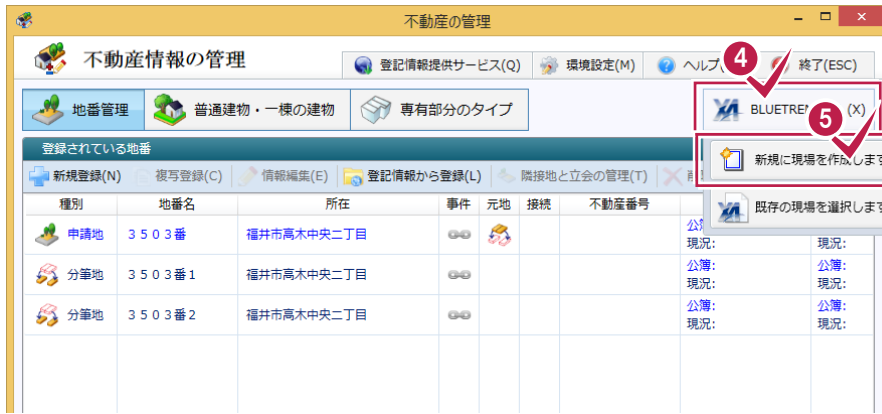 不動産の管理
不動産情報の管理
登記情報提供サービス(Q)
環境設定(M)
ヘルプ(
終了(ESC)
4
地番管理
普通建物・一棟の建物
専有部分のタイプ
BLUETREN
(X)
5
登録されている地番
新規に現場を作成します
新規登録(N)
複写登録(C)
情報編集(E)
登記情報から登録(L)
隣接地と立会の管理(T)
既存の現場を選択します
種別 地番名 所在 事件 元地 接続 不動産番号
申請地 3503番 福井市高木中央二丁目
現況: 現況:
分筆地 3503番1 福井市高木中央二丁目 公簿: 公簿:
現況: 現況:
分筆地 3503番2 福井市高木中央二丁目 公簿: 公簿:
現況: 現況: